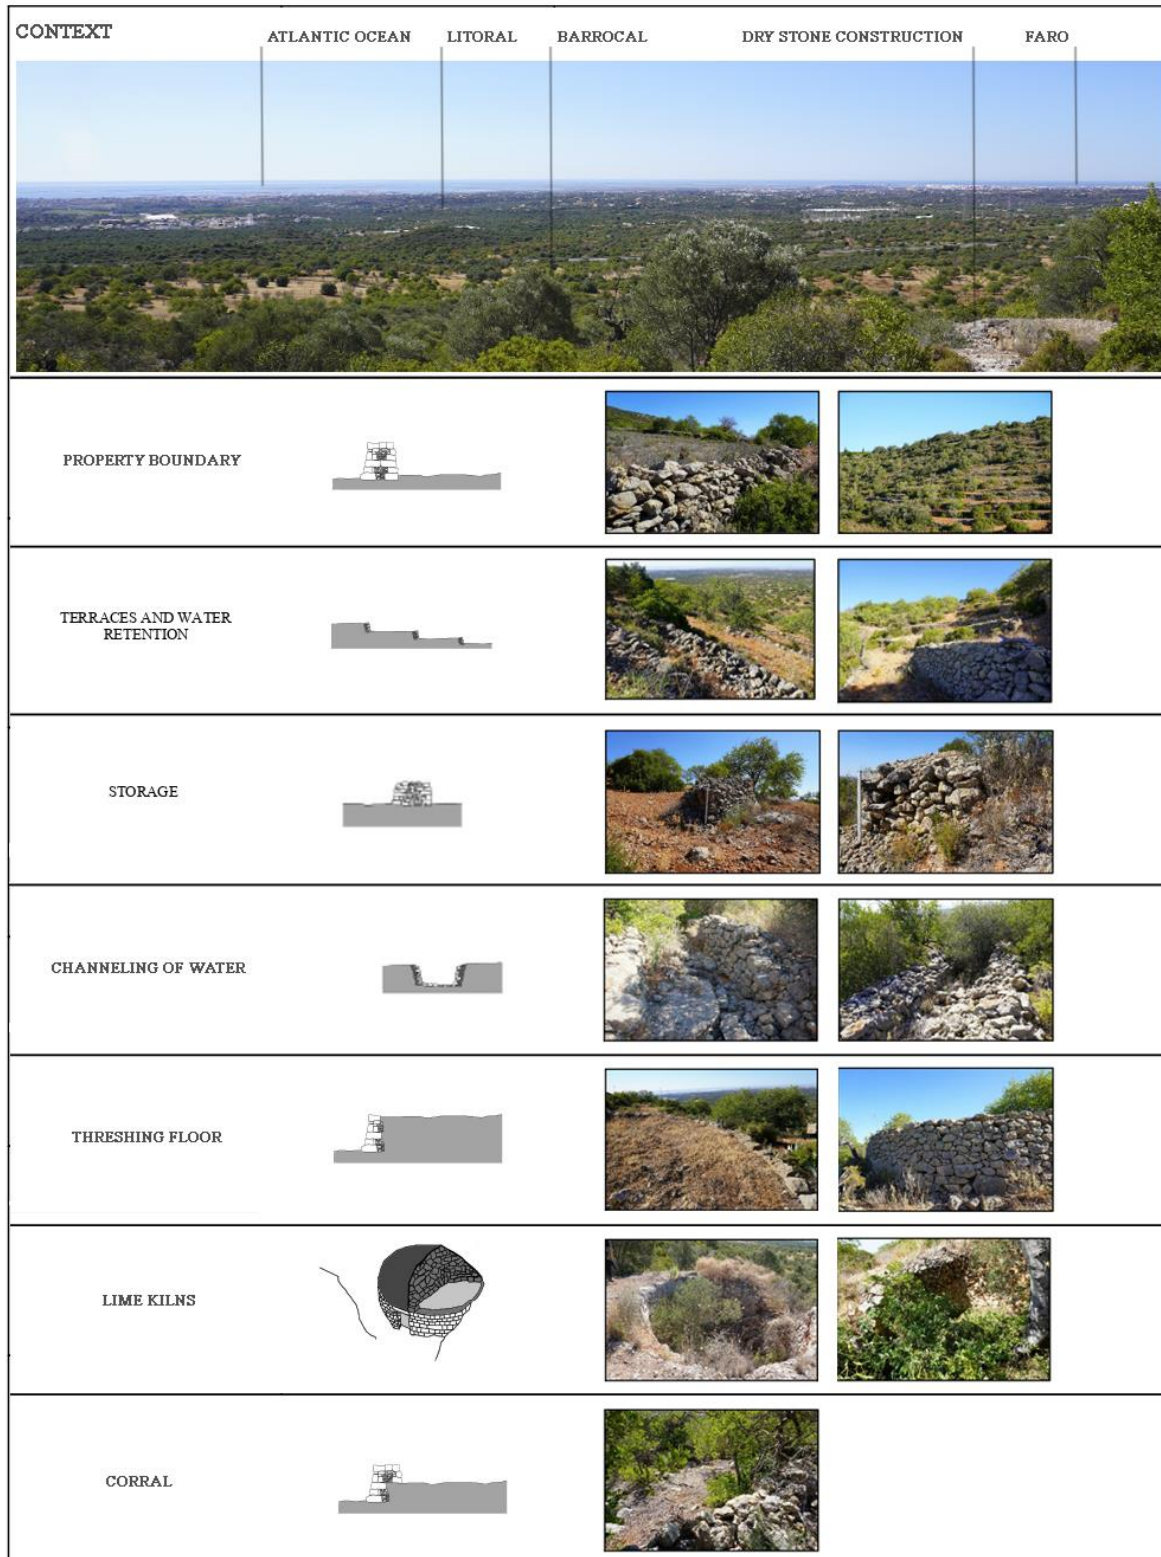 CONTEXT
ATLANTIC OCEAN
LITORAL
BARROCAL
DRY STONE CONSTRUCTION
FARO
PROPERTY BOUNDARY
TERRACES AND WATER
RETENTION
STORAGE
CHANNELING OF WATER
THRESHING FLOOR
LIME KILNS
CORRAL